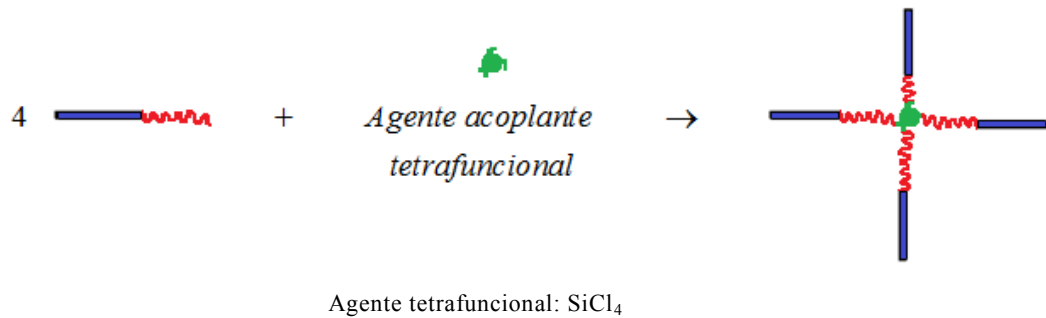 4 + Agente acoplante →
tetrafuncional
Agente tetrafuncional: SiCl₄